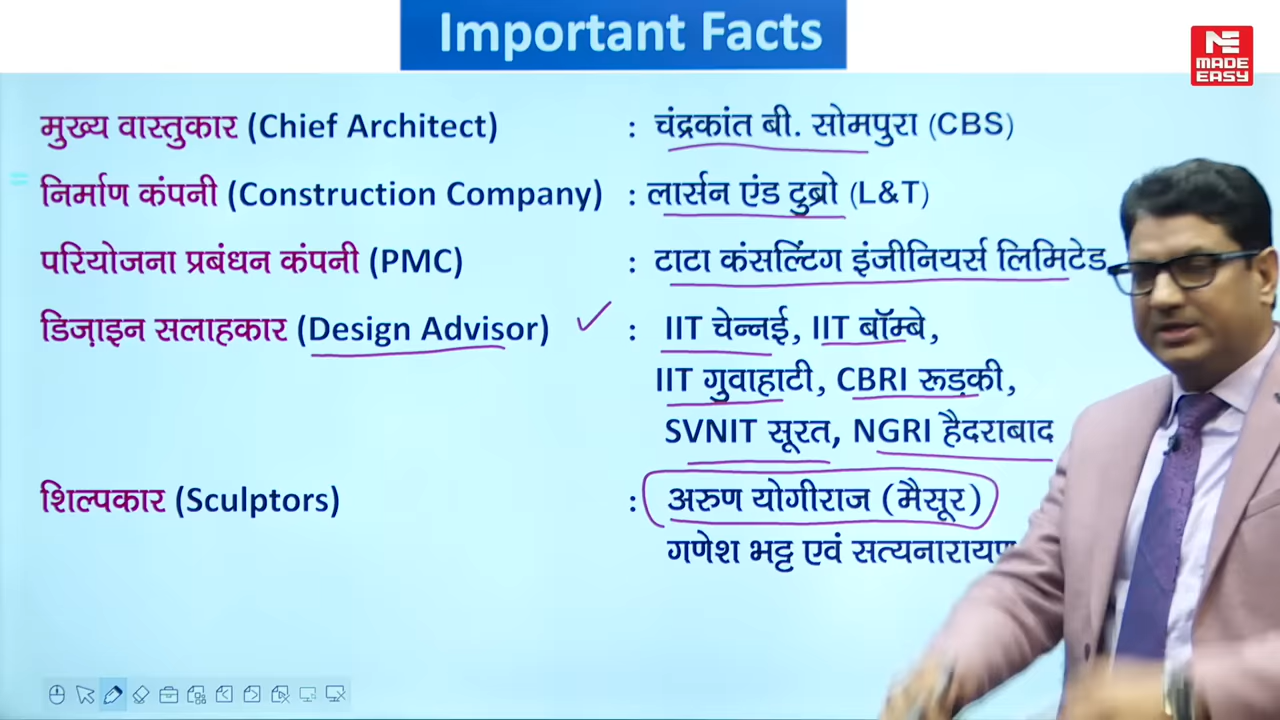 Important Facts
MADE
EASY
मुख्य वास्तुकार (Chief Architect) : चंद्रकांत बी. सोमपुरा (CBS)
निर्माण कंपनी (Construction Company) : लार्सन एंड टुब्रो (L&T)
परियोजना प्रबंधन कंपनी (PMC) : टाटा कंसल्टिंग इंजीनियर्स लिमिटेड
डिज़ाइन सलाहकार (Design Advisor) : IIT चेन्नई, IIT बॉम्बे,
IIT गुवाहाटी, CBRI रूड़की,
SVNIT सूरत, NGRI हैदराबाद
शिल्पकार (Sculptors) : अरुण योगीराज (मैसूर)
गणेश भट्ट एवं